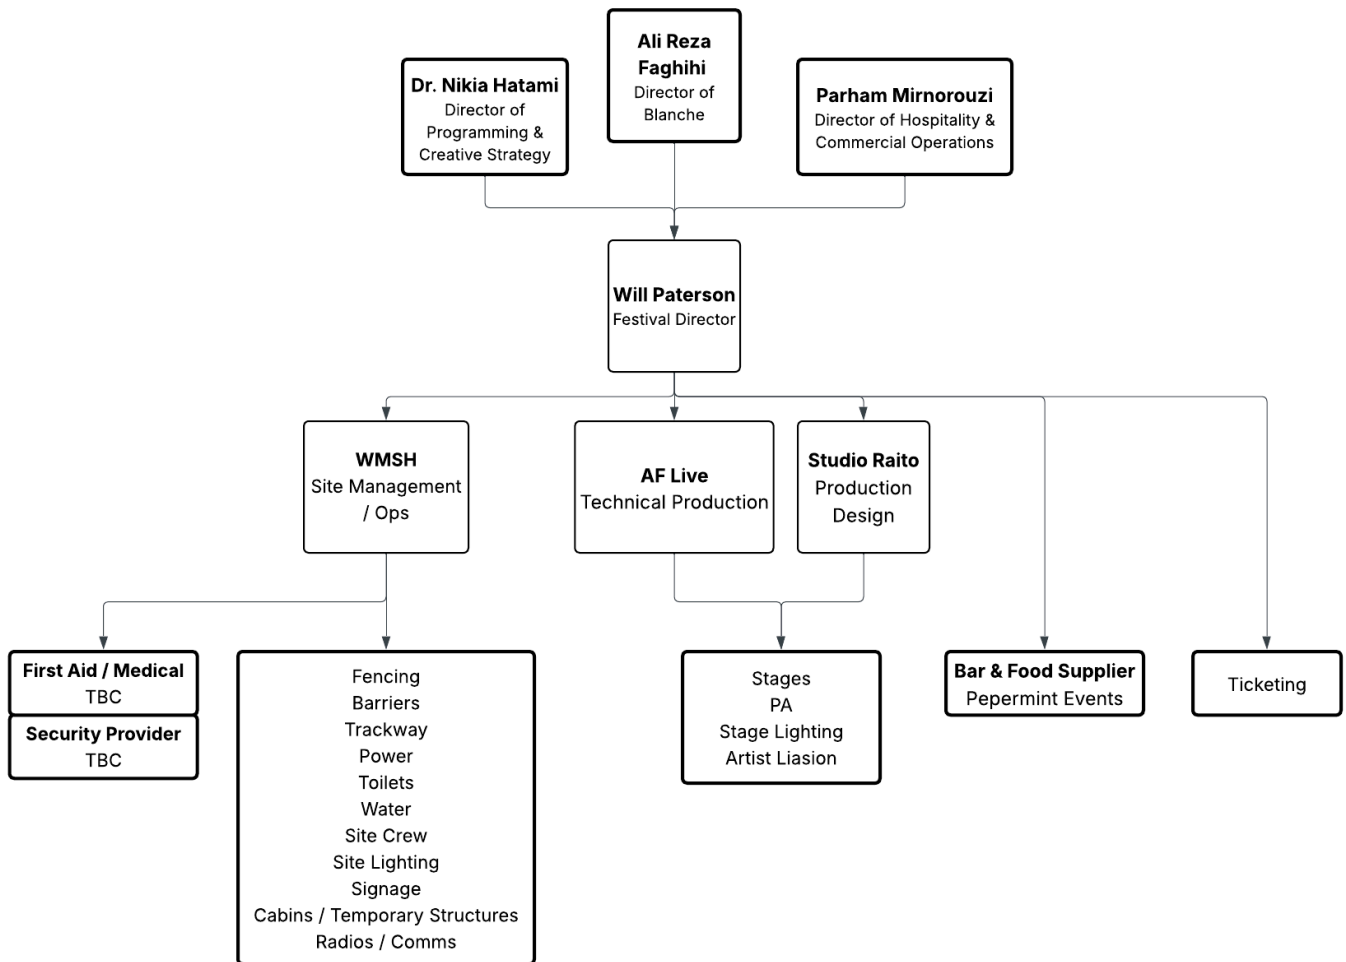 Ali Reza
Faghihi
Director of
Blanche
Dr. Nikia Hatami
Director of
Programming &
Creative Strategy
Parham Mirnorouzi
Director of Hospitality &
Commercial Operations
Will Paterson
Festival Director
WMSH
Site Management
/ Ops
AF Live
Technical Production
Studio Raito
Production
Design
First Aid / Medical
TBC
Security Provider
TBC
Fencing
Barriers
Trackway
Power
Toilets
Water
Site Crew
Site Lighting
Signage
Cabins / Temporary Structures
Radios / Comms
Stages
PA
Stage Lighting
Artist Liasion
Bar & Food Supplier
Pepermint Events
Ticketing